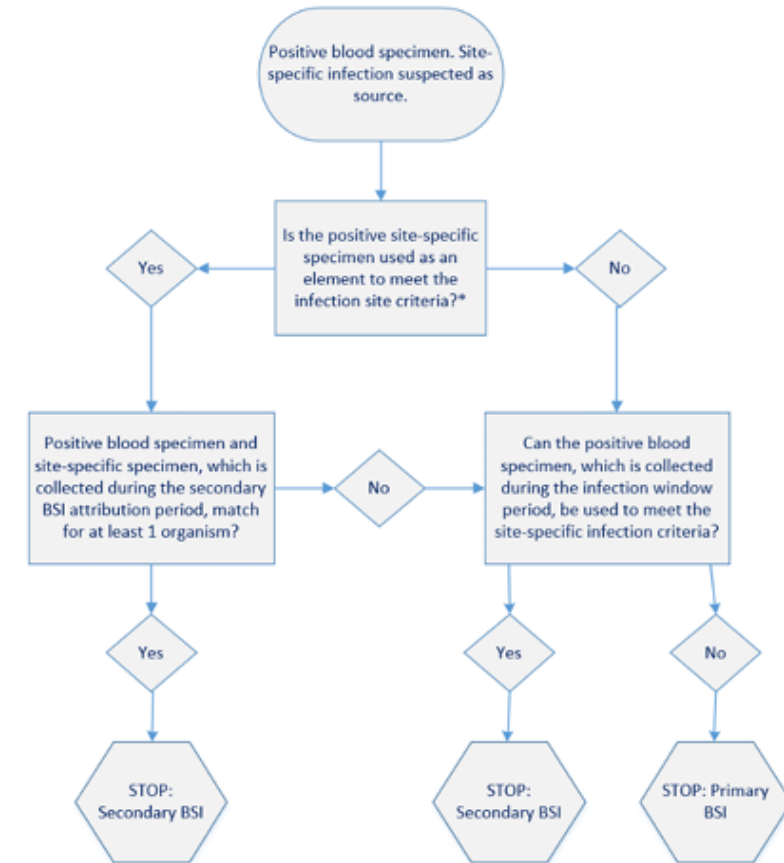 Positive blood specimen. Site-
specific infection suspected as
source.
Is the positive site-specific
specimen used as an
element to meet the
infection site criteria?*
Yes
No
Positive blood specimen and
site-specific specimen, which is
collected during the secondary
BSI attribution period, match
for at least 1 organism?
No
Can the positive blood
specimen, which is collected
during the infection window
period, be used to meet the
site-specific infection criteria?
Yes
Yes
No
STOP:
Secondary BSI
STOP:
Secondary BSI
STOP: Primary
BSI